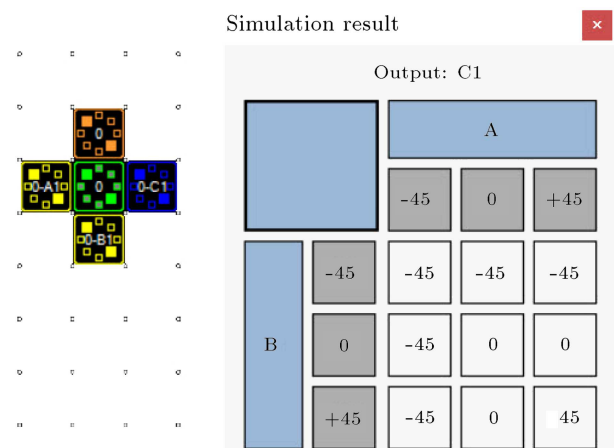 Simulation result
×
Output: C1
A
-45 0 +45
B
-45 -45 -45 -45
0 -45 0 0
+45 -45 0 45
0
0-A1 0 0-C1
0-B1